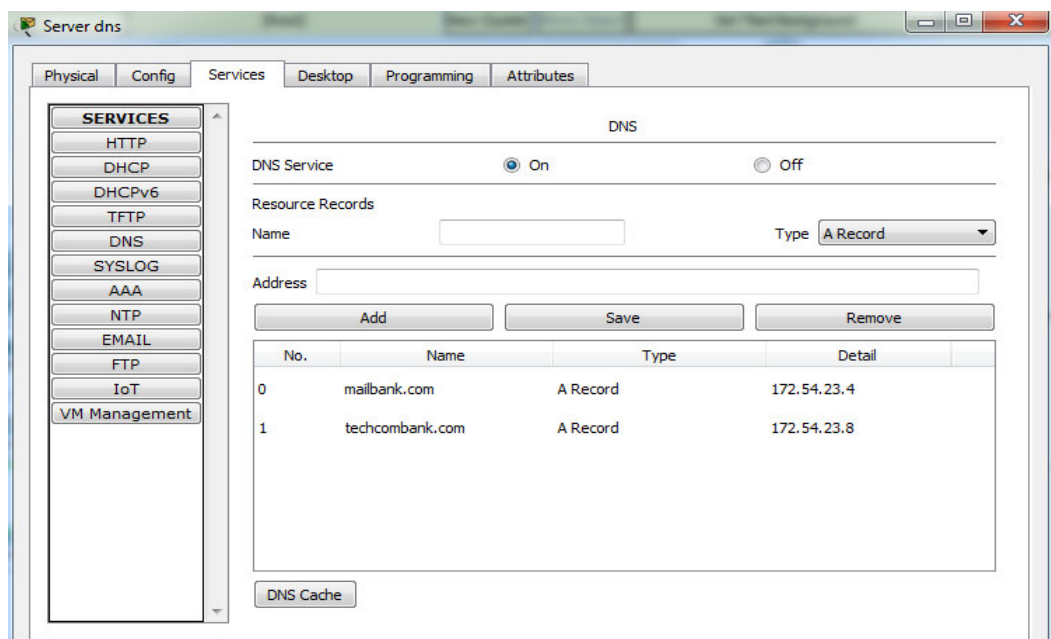 Server dns
Physical Config Services Desktop Programming Attributes
SERVICES
HTTP
DHCP
DHCPv6
TFTP
DNS
SYSLOG
AAA
NTP
EMAIL
FTP
IoT
VM Management
DNS
DNS Service On Off
Resource Records
Name Type A Record
Address
Add Save Remove
No. Name Type Detail
0 mailbank.com A Record 172.54.23.4
1 techcombank.com A Record 172.54.23.8
DNS Cache